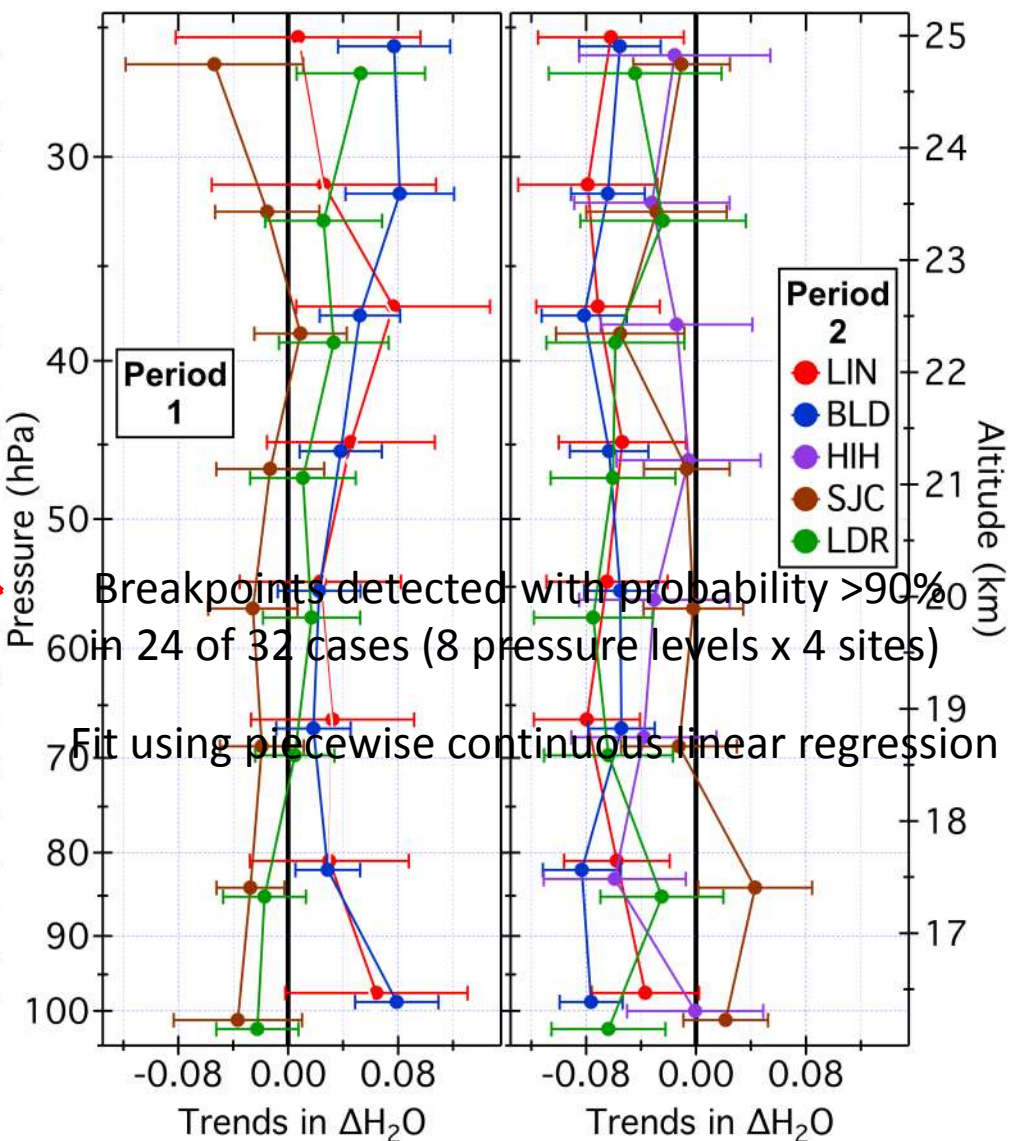 25
24
23
22
21
20
19
18
17
Altitude (km)
30
40
50
60
70
80
90
100
Pressure (hPa)
Period
1
Period
2
LIN
BLD
HIH
SJC
LDR
Breakpoints detected with probability >90%
in 24 of 32 cases (8 pressure levels x 4 sites)
Fit using piecewise continuous linear regression
-0.08 0.00 0.08
-0.08 0.00 0.08
Trends in ΔH₂O
Trends in ΔH₂O